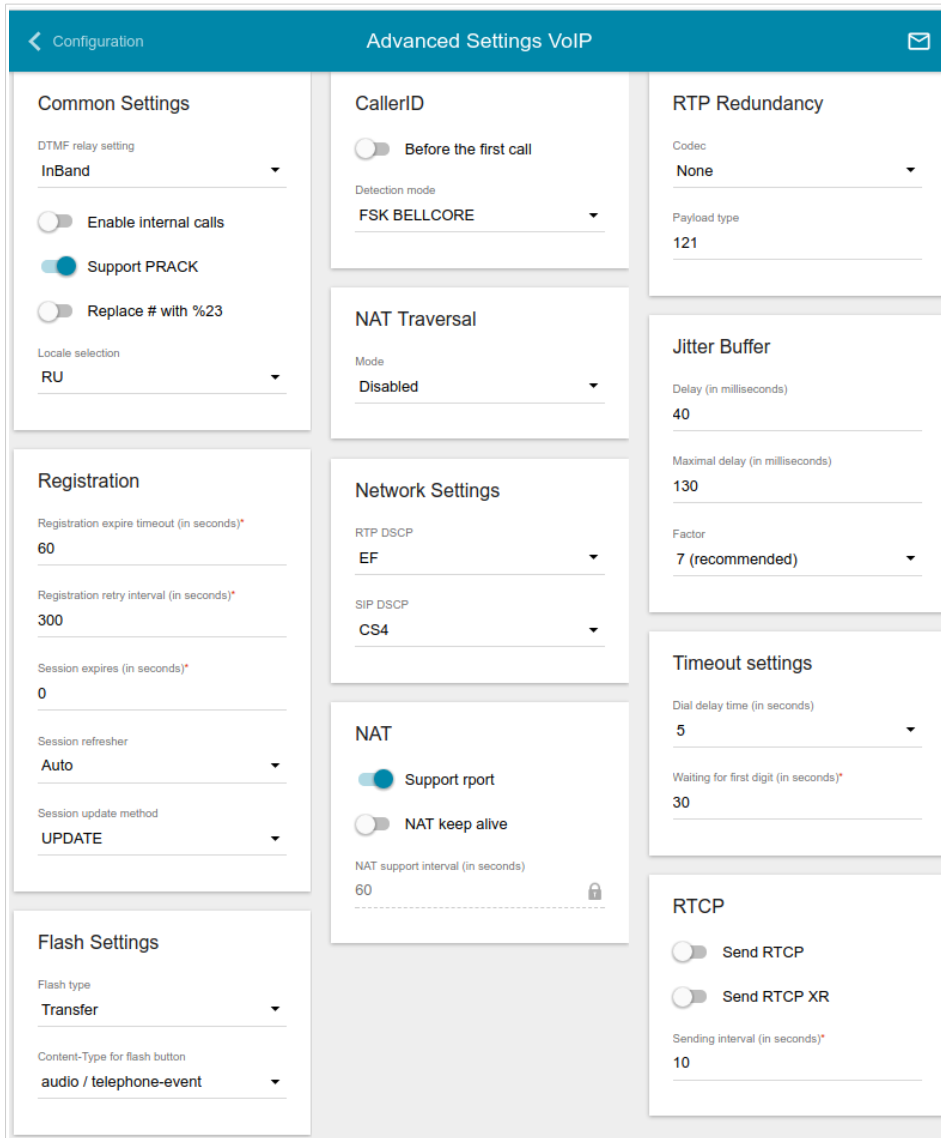 Configuration
Advanced Settings VoIP
Common Settings
DTMF relay setting
InBand
Enable internal calls
Support PRACK
Replace # with %23
Locale selection
RU
Registration
Registration expire timeout (in seconds)*
60
Registration retry interval (in seconds)*
300
Session expires (in seconds)*
0
Session refresher
Auto
Session update method
UPDATE
Flash Settings
Flash type
Transfer
Content-Type for flash button
audio / telephone-event
CallerID
Before the first call
Detection mode
FSK BELLCORE
NAT Traversal
Mode
Disabled
Network Settings
RTP DSCP
EF
SIP DSCP
CS4
NAT
Support rport
NAT keep alive
NAT support interval (in seconds)
60
RTP Redundancy
Codec
None
Payload type
121
Jitter Buffer
Delay (in milliseconds)
40
Maximal delay (in milliseconds)
130
Factor
7 (recommended)
Timeout settings
Dial delay time (in seconds)
5
Waiting for first digit (in seconds)*
30
RTCP
Send RTCP
Send RTCP XR
Sending interval (in seconds)*
10